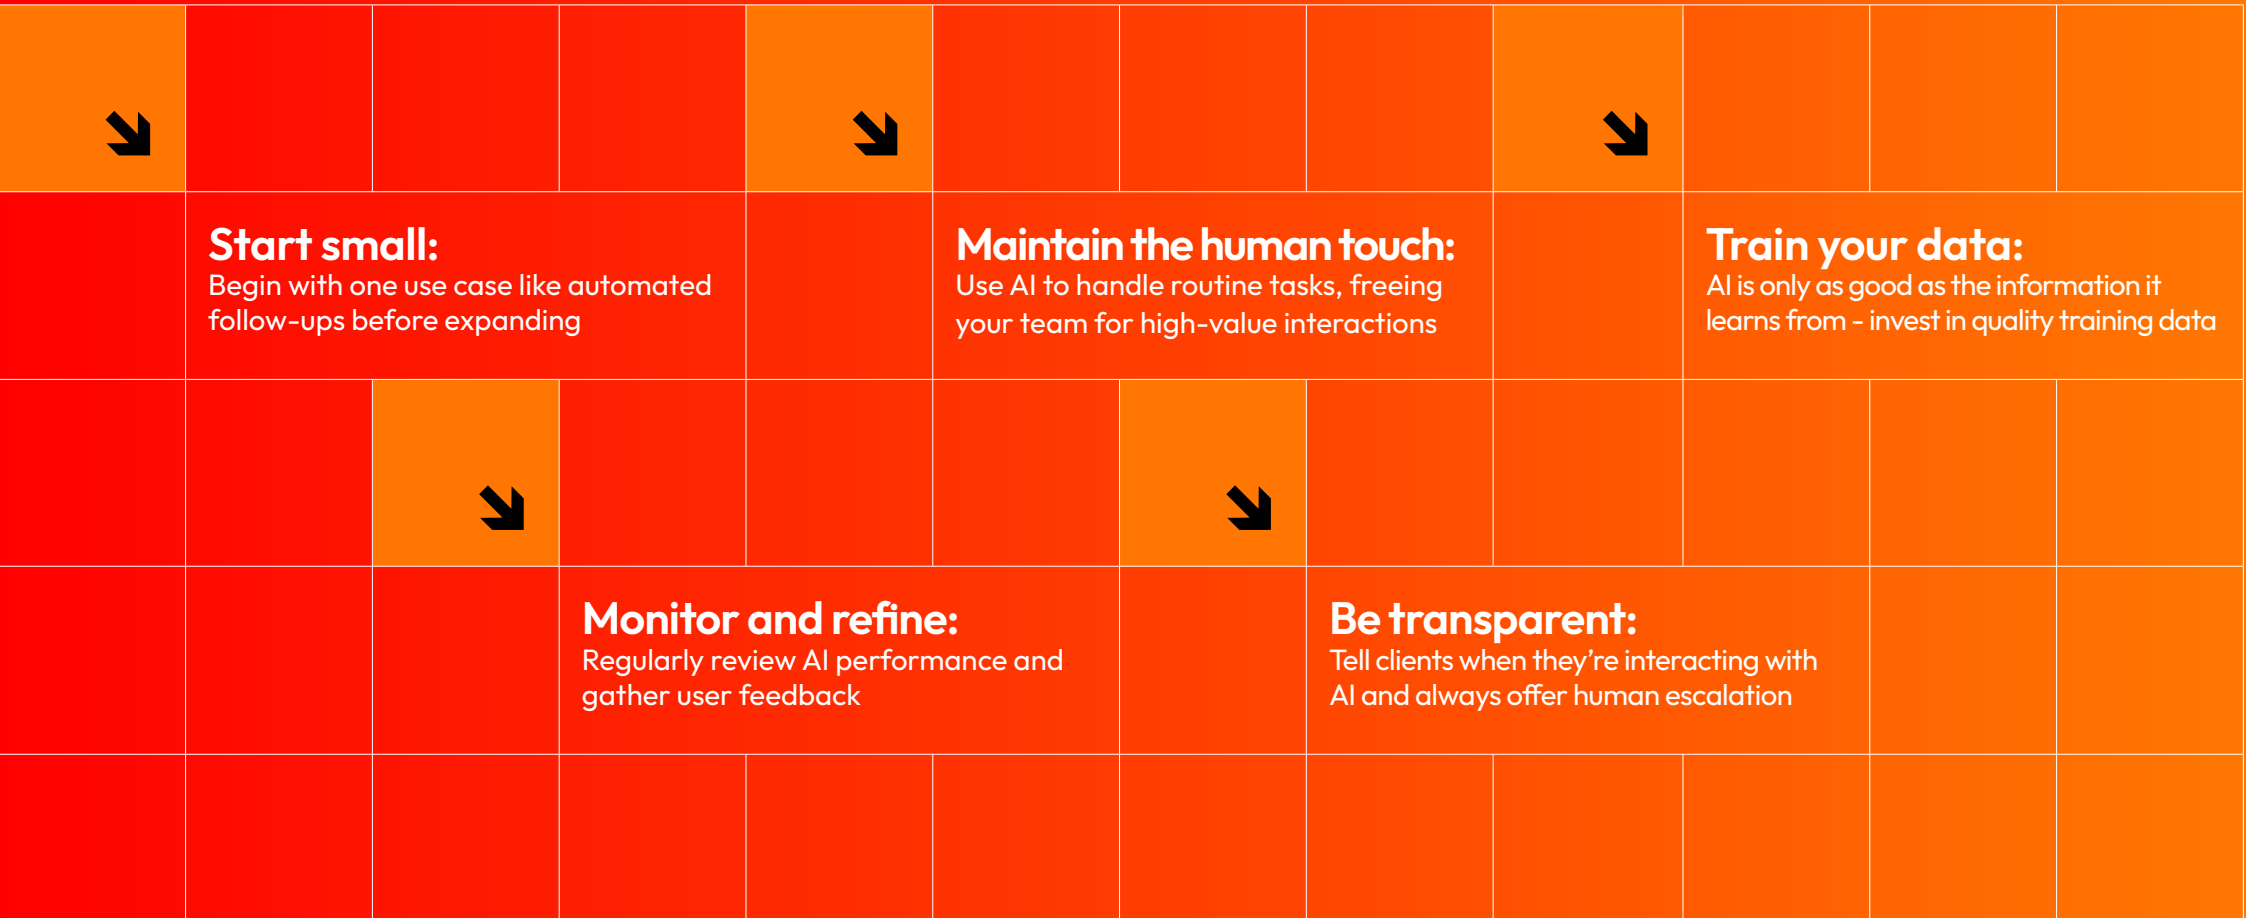 Start small:
Begin with one use case like automated
follow-ups before expanding
Maintain the human touch:
Use AI to handle routine tasks, freeing
your team for high-value interactions
Train your data:
AI is only as good as the information it
learns from - invest in quality training data
Monitor and refine:
Regularly review AI performance and
gather user feedback
Be transparent:
Tell clients when they’re interacting with
AI and always offer human escalation